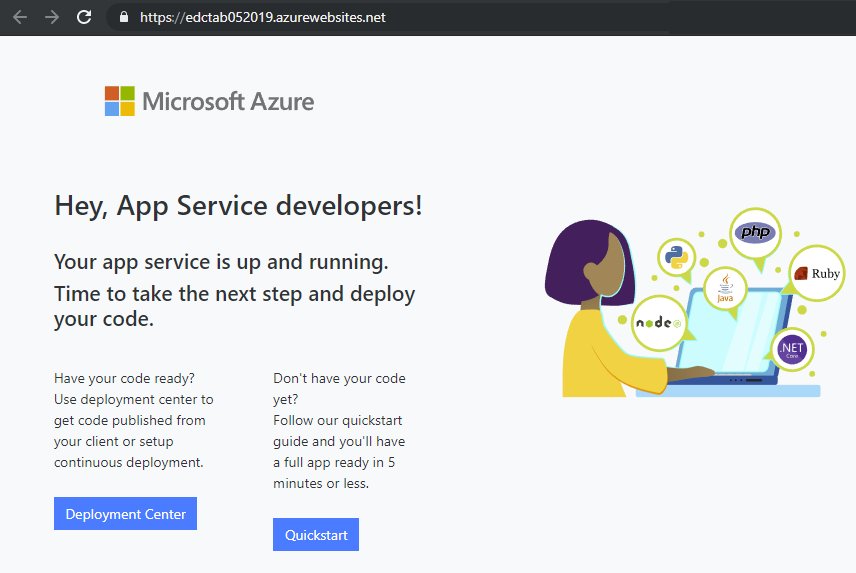 https://edctab052019.azurewebsites.net
Microsoft Azure
Hey, App Service developers!
Your app service is up and running.
Time to take the next step and deploy
your code.
Have your code ready?
Use deployment center to
get code published from
your client or setup
continuous deployment.
Deployment Center
Don't have your code
yet?
Follow our quickstart
guide and you'll have
a full app ready in 5
minutes or less.
Quickstart
php
Ruby
Java
node
.NET
Core